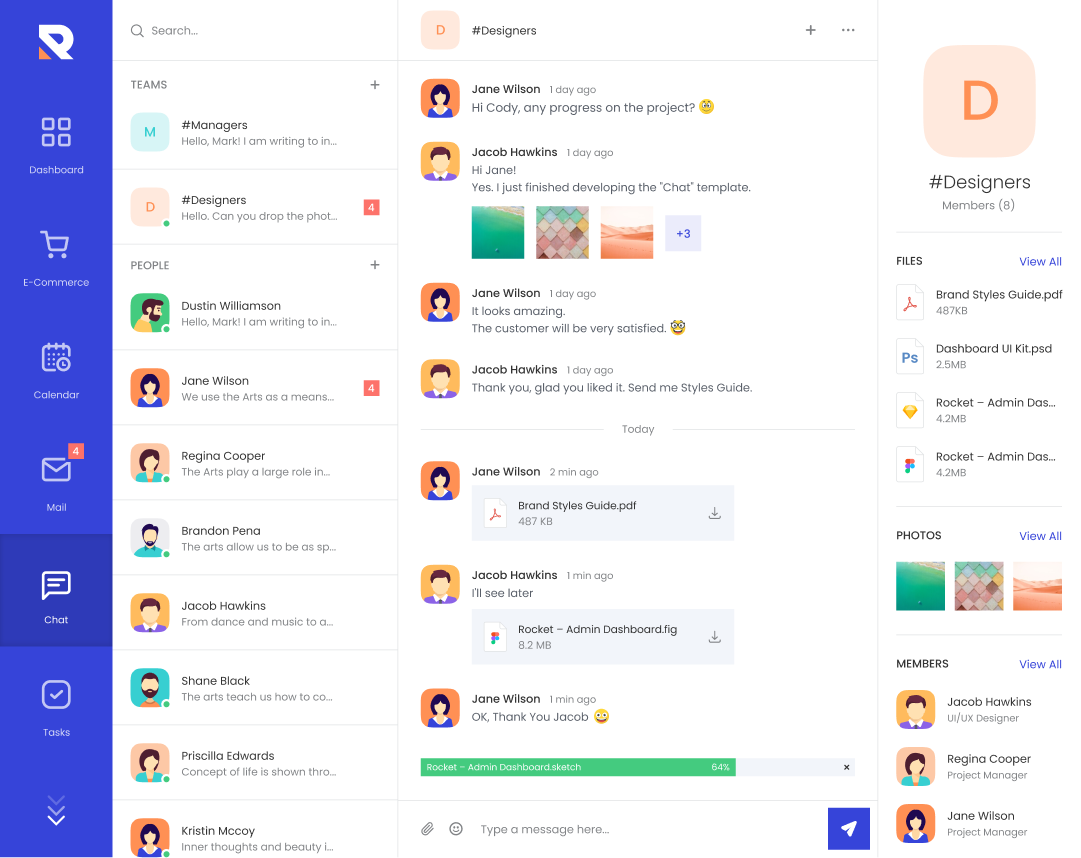 Dashboard
E-Commerce
Calendar
4
Mail
Chat
Tasks
Search...
TEAMS
M
#Managers
Hello, Mark! I am writing to in...
D
#Designers
Hello. Can you drop the phot...
4
PEOPLE
Dustin Williamson
Hello, Mark! I am writing to in...
Jane Wilson
We use the Arts as a means...
4
Regina Cooper
The Arts play a large role in...
Brandon Pena
The arts allow us to be as sp...
Jacob Hawkins
From dance and music to a...
Shane Black
The arts teach us how to co...
Priscilla Edwards
Concept of life is shown thro...
Kristin Mccoy
Inner thoughts and beauty i...
D
#Designers
Jane Wilson 1 day ago
Hi Cody, any progress on the project?
Jacob Hawkins 1 day ago
Hi Jane!
Yes. I just finished developing the "Chat" template.
+3
Jane Wilson 1 day ago
It looks amazing.
The customer will be very satisfied.
Jacob Hawkins 1 day ago
Thank you, glad you liked it. Send me Styles Guide.
Today
Jane Wilson 2 min ago
Brand Styles Guide.pdf
487 KB
Jacob Hawkins 1 min ago
I'll see later
Rocket – Admin Dashboard.fig
8.2 MB
Jane Wilson 1 min ago
OK, Thank You Jacob
Rocket – Admin Dashboard.sketch 64%
Type a message here...
D
#Designers
Members (8)
FILES View All
Brand Styles Guide.pdf
487KB
Ps
Dashboard UI Kit.psd
2.5MB
Rocket – Admin Das...
4.2MB
Rocket – Admin Das...
4.2MB
PHOTOS View All
MEMBERS View All
Jacob Hawkins
UI/UX Designer
Regina Cooper
Project Manager
Jane Wilson
Project Manager